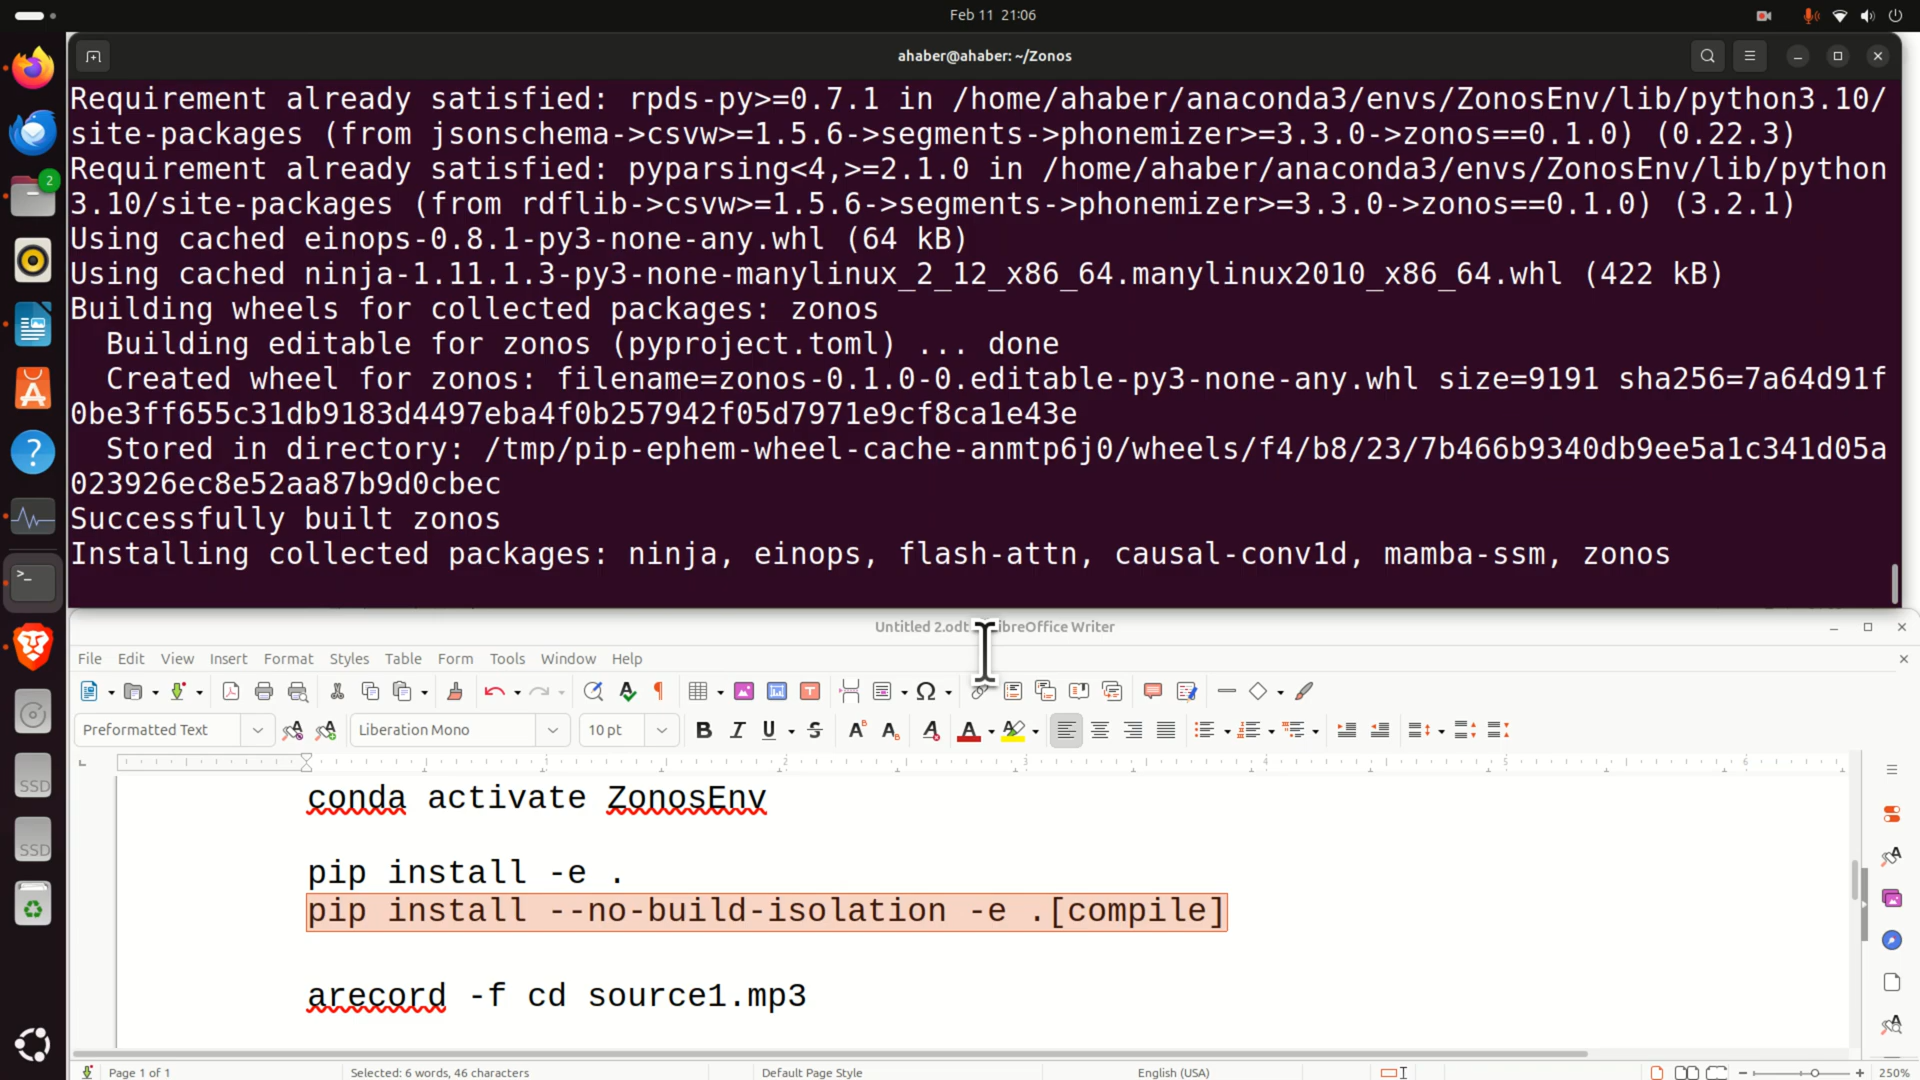 Feb 11 21:06
ahaber@ahaber: ~/Zonos
Requirement already satisfied: rpds-py>=0.7.1 in /home/ahaber/anaconda3/envs/ZonosEnv/lib/python3.10/
site-packages (from jsonschema->csvw>=1.5.6->segments->phonemizer>=3.3.0->zonos==0.1.0) (0.22.3)
Requirement already satisfied: pyparsing<4,>=2.1.0 in /home/ahaber/anaconda3/envs/ZonosEnv/lib/python
3.10/site-packages (from rdflib->csvw>=1.5.6->segments->phonemizer>=3.3.0->zonos==0.1.0) (3.2.1)
Using cached einops-0.8.1-py3-none-any.whl (64 kB)
Using cached ninja-1.11.1.3-py3-none-manylinux_2_12_x86_64.manylinux2010_x86_64.whl (422 kB)
Building wheels for collected packages: zonos
  Building editable for zonos (pyproject.toml) ... done
  Created wheel for zonos: filename=zonos-0.1.0-0.editable-py3-none-any.whl size=9191 sha256=7a64d91f
0be3ff655c31db9183d4497eba4f0b257942f05d7971e9cf8ca1e43e
  Stored in directory: /tmp/pip-ephem-wheel-cache-anmtp6j0/wheels/f4/b8/23/7b466b9340db9ee5a1c341d05a
023926ec8e52aa87b9d0cbec
Successfully built zonos
Installing collected packages: ninja, einops, flash-attn, causal-conv1d, mamba-ssm, zonos
Untitled 2.odt LibreOffice Writer
File Edit View Insert Format Styles Table Form Tools Window Help
Preformatted Text Liberation Mono 10 pt
conda activate ZonosEnv
pip install -e .
pip install --no-build-isolation -e .[compile]
arecord -f cd source1.mp3
Page 1 of 1 Selected: 6 words, 46 characters Default Page Style English (USA) 250%
2
SSD
SSD